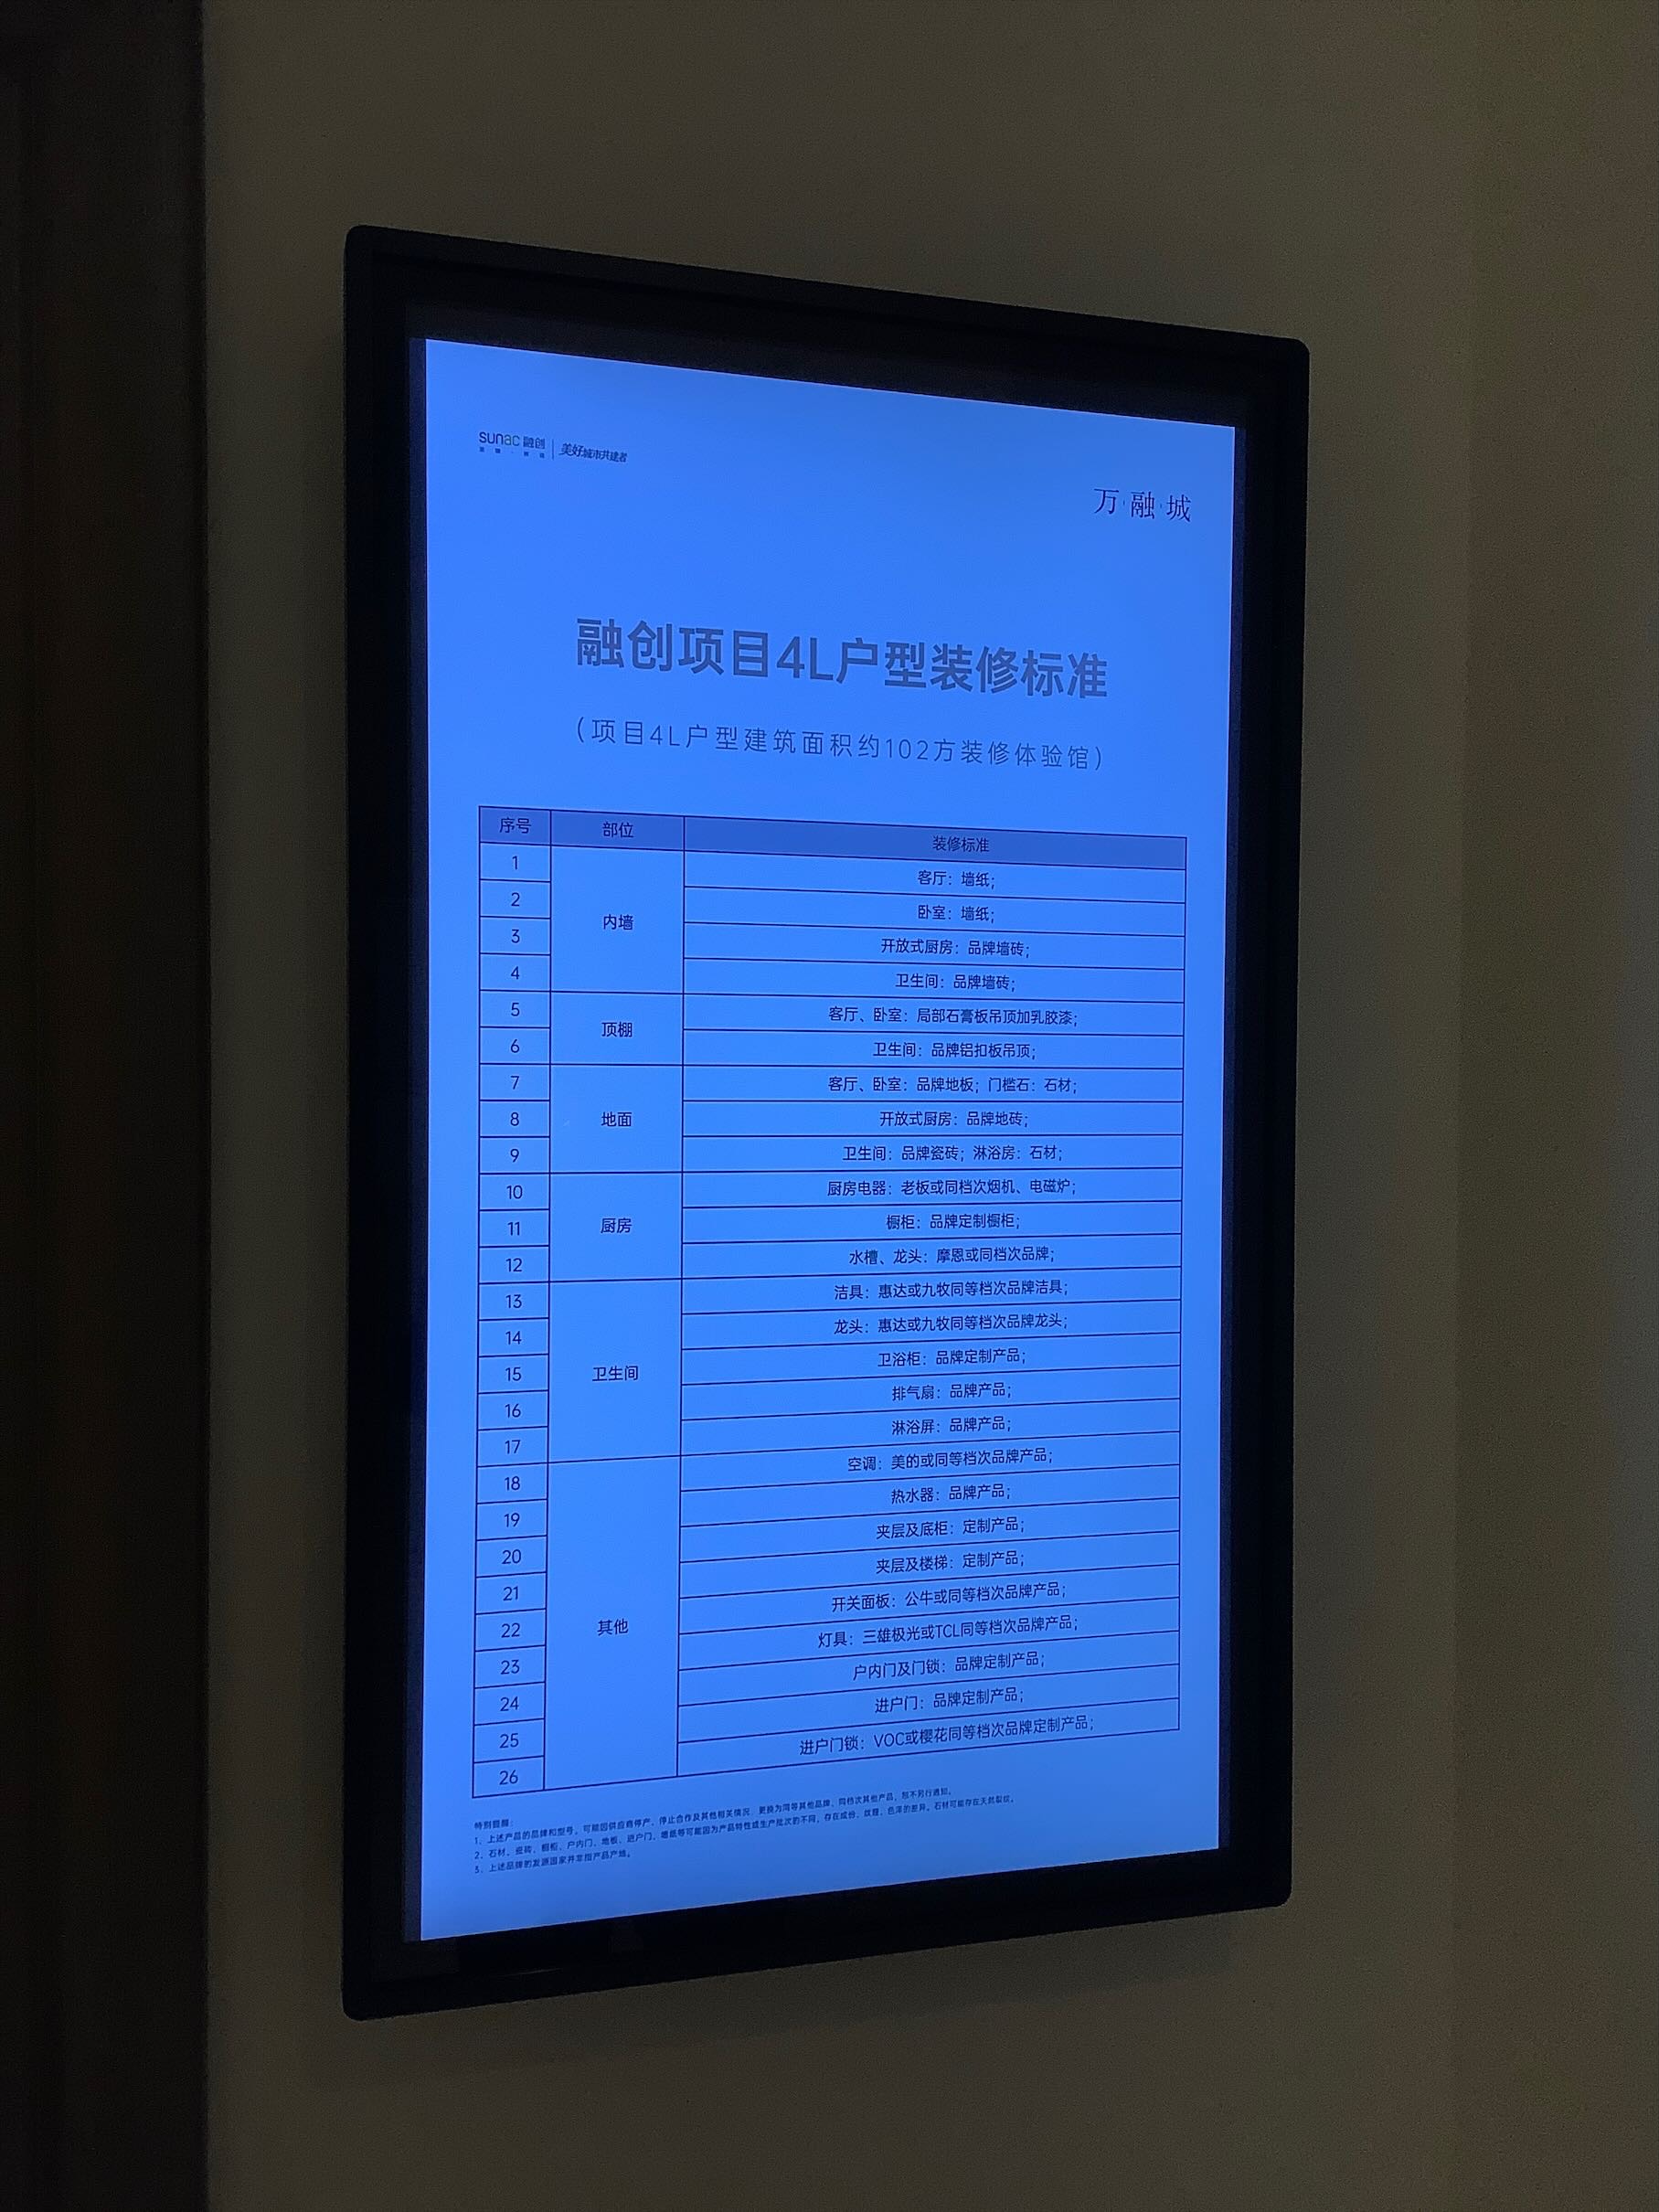 sunac 融创 | 美好城市共建者
万·融·城
融创项目4L户型装修标准
(项目4L户型建筑面积约102方装修体验馆)
序号 部位 装修标准
1 内墙 客厅：墙纸；
2 卧室：墙纸；
3 开放式厨房：品牌墙砖；
4 卫生间：品牌墙砖；
5 顶棚 客厅、卧室：局部石膏板吊顶加乳胶漆；
6 卫生间：品牌铝扣板吊顶；
7 地面 客厅、卧室：品牌地板；门槛石：石材；
8 开放式厨房：品牌地砖；
9 卫生间：品牌瓷砖；淋浴房：石材；
10 厨房 厨房电器：老板或同档次烟机、电磁炉；
11 橱柜：品牌定制橱柜；
12 水槽、龙头：摩恩或同档次品牌；
13 卫生间 洁具：惠达或九牧同等档次品牌洁具；
14 龙头：惠达或九牧同等档次品牌龙头；
15 卫浴柜：品牌定制产品；
16 排气扇：品牌产品；
17 淋浴屏：品牌产品；
18 其他 空调：美的或同等档次品牌产品；
19 热水器：品牌产品；
20 夹层及底柜：定制产品；
21 夹层及楼梯：定制产品；
22 开关面板：公牛或同等档次品牌产品；
23 灯具：三雄极光或TCL同等档次品牌产品；
24 户内门及门锁：品牌定制产品；
25 进户门：品牌定制产品；
26 进户门锁：VOC或樱花同等档次品牌定制产品；
特别提醒：
1、上述产品的品牌和型号，可能因供应商停产、停止合作及其他相关情况，更换为同等其他品牌、同档次其他产品，恕不另行通知。
2、石材、瓷砖、橱柜、户内门、地板、进户门、墙纸等可能因为产品特性或生产批次的不同，存在成份、纹理、色泽的差异。石材可能存在天然裂纹。
3、上述品牌的发源国家并非指产品产地。